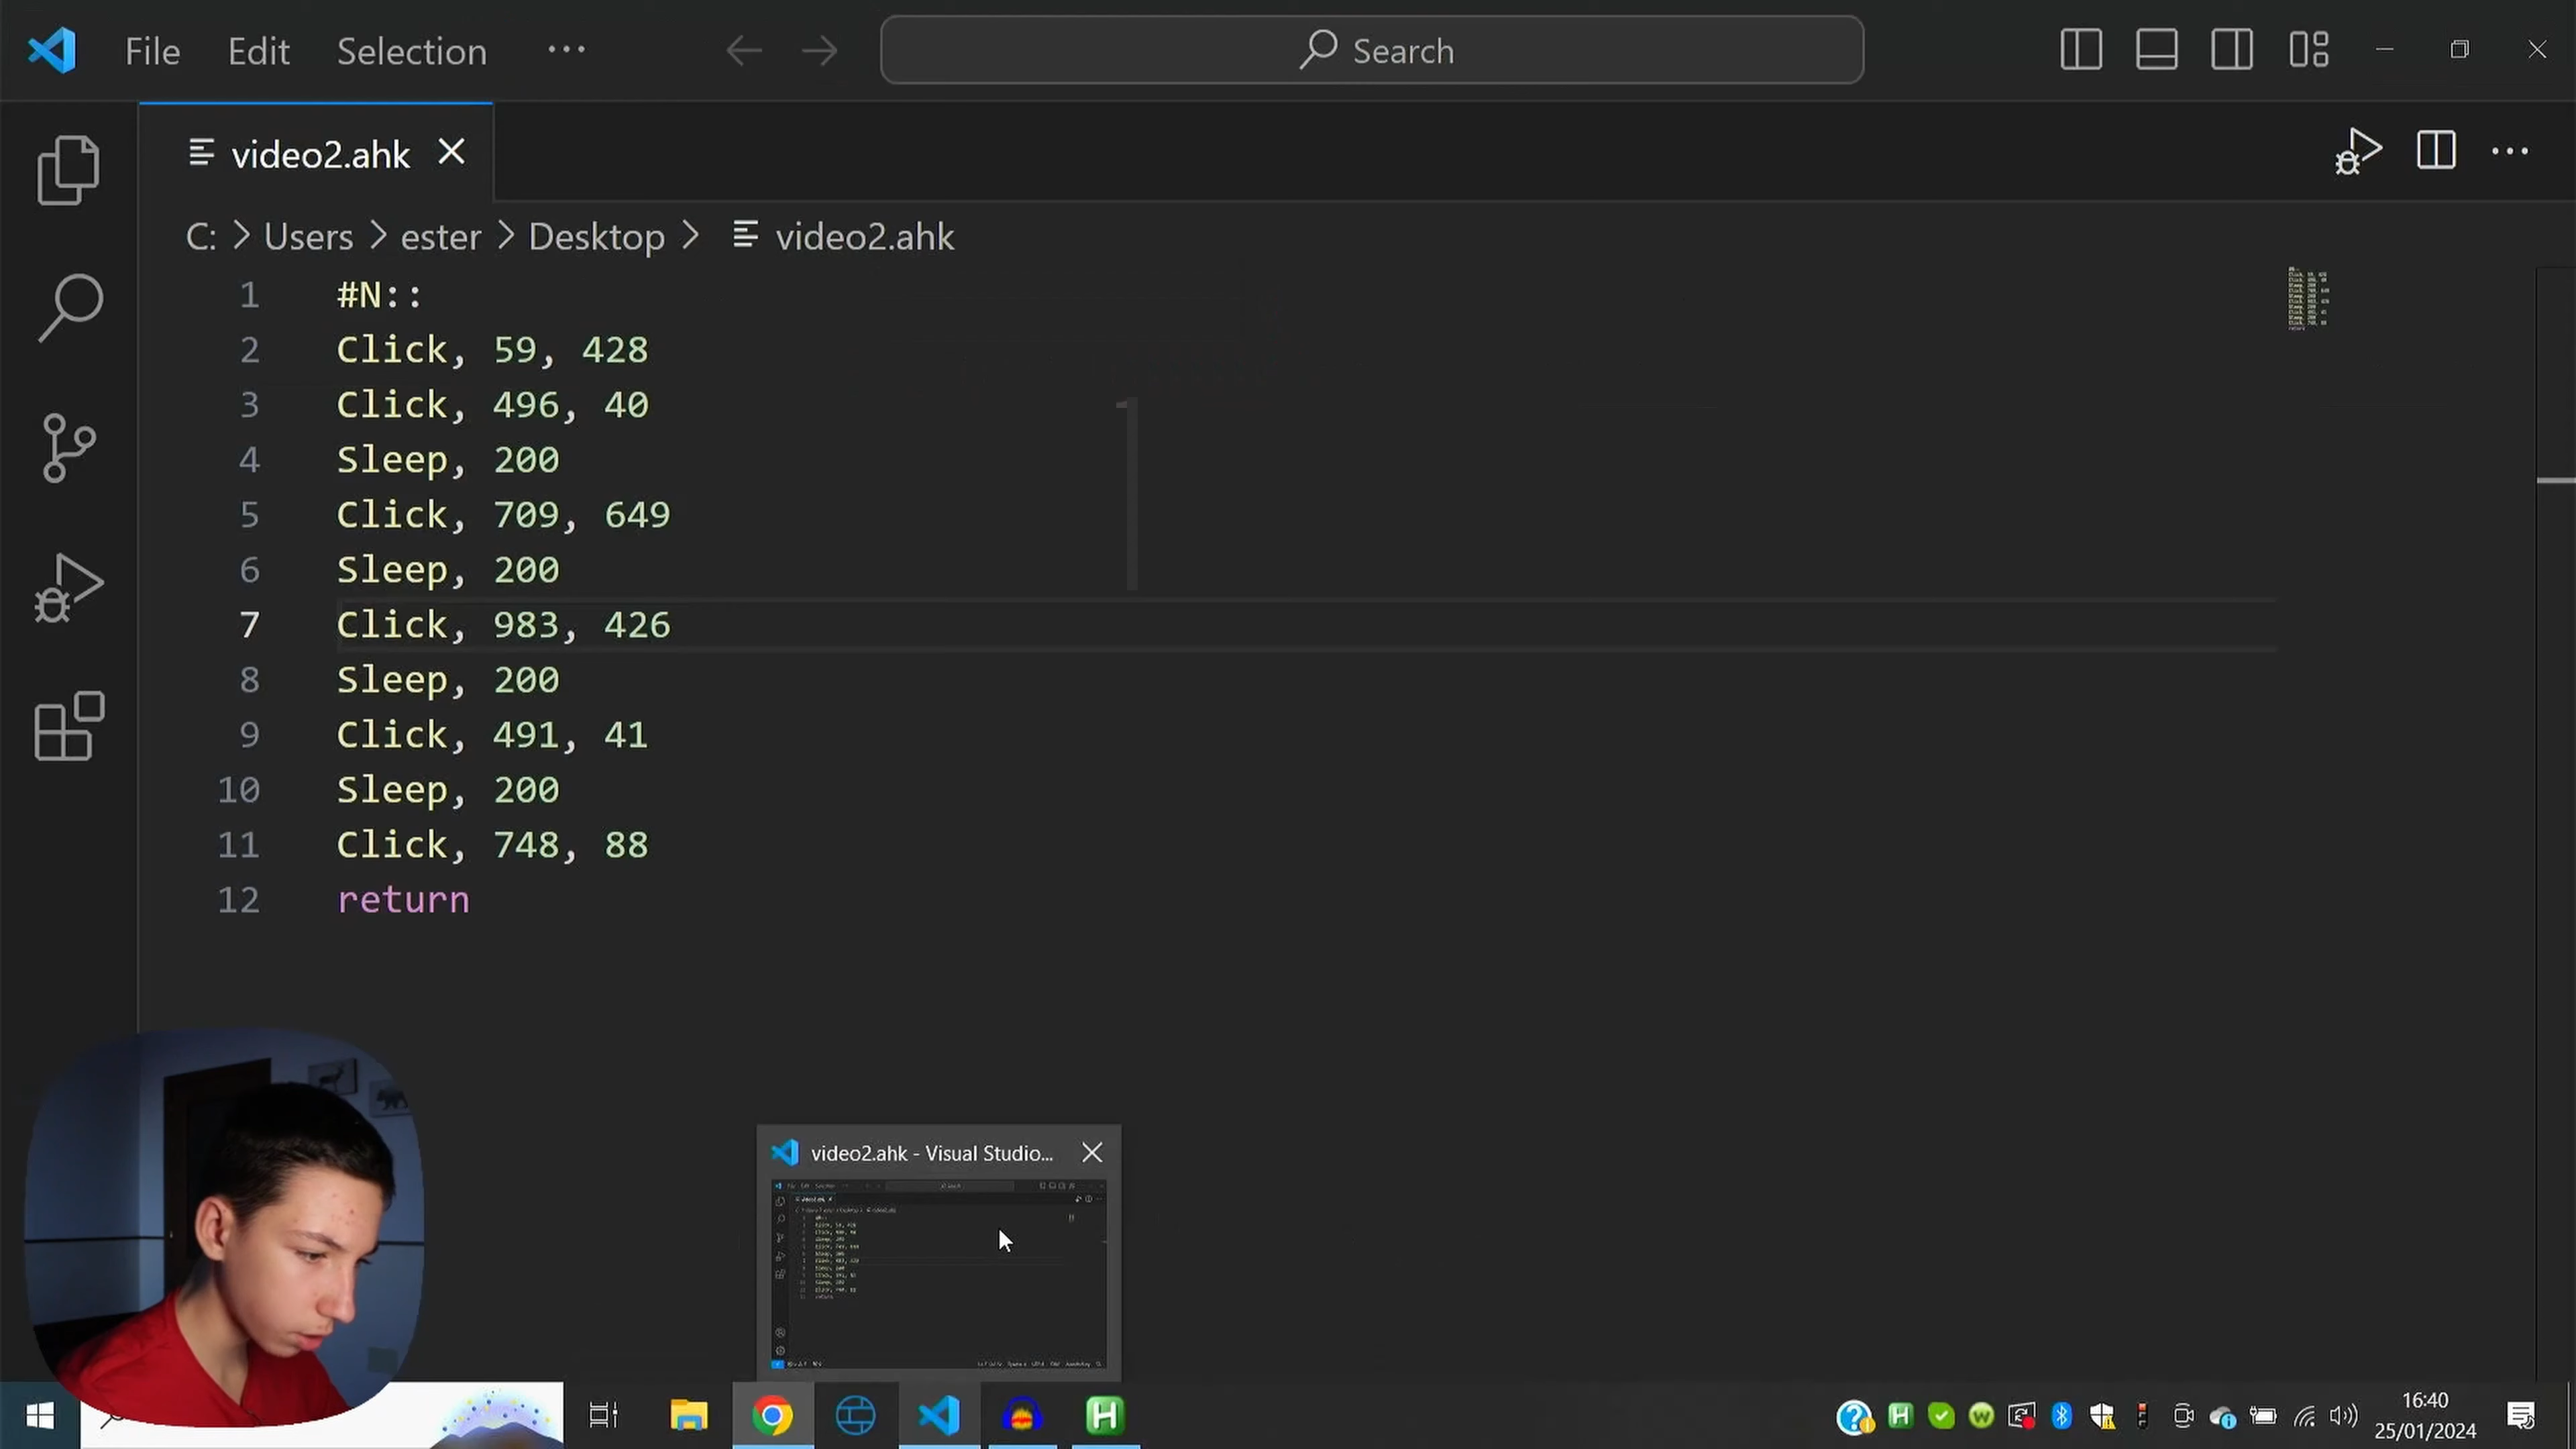 File Edit Selection ... Search
video2.ahk
C: > Users > ester > Desktop > video2.ahk
1 #N::
2 Click, 59, 428
3 Click, 496, 40
4 Sleep, 200
5 Click, 709, 649
6 Sleep, 200
7 Click, 983, 426
8 Sleep, 200
9 Click, 491, 41
10 Sleep, 200
11 Click, 748, 88
12 return
video2.ahk - Visual Studio...
16:40
25/01/2024